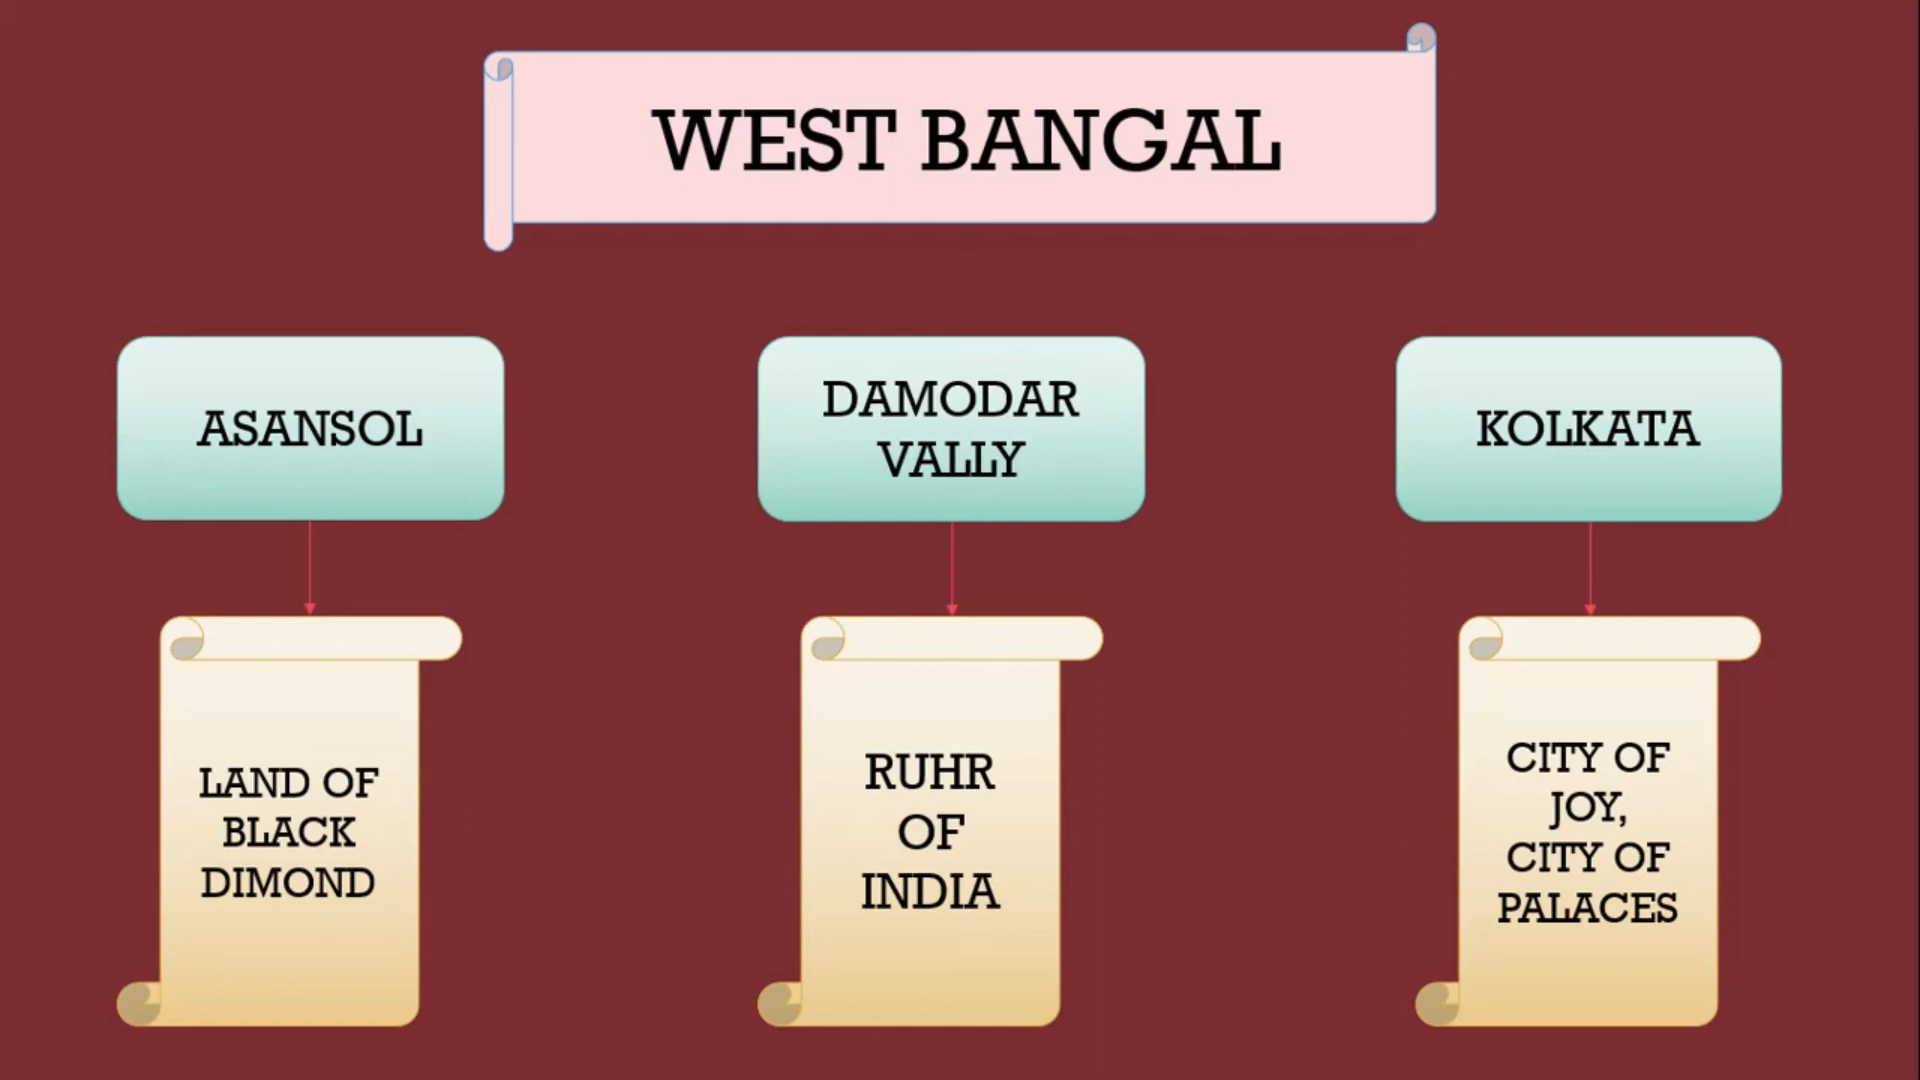 WEST BANGAL
ASANSOL
DAMODAR
VALLY
KOLKATA
LAND OF
BLACK
DIMOND
RUHR
OF
INDIA
CITY OF
JOY,
CITY OF
PALACES